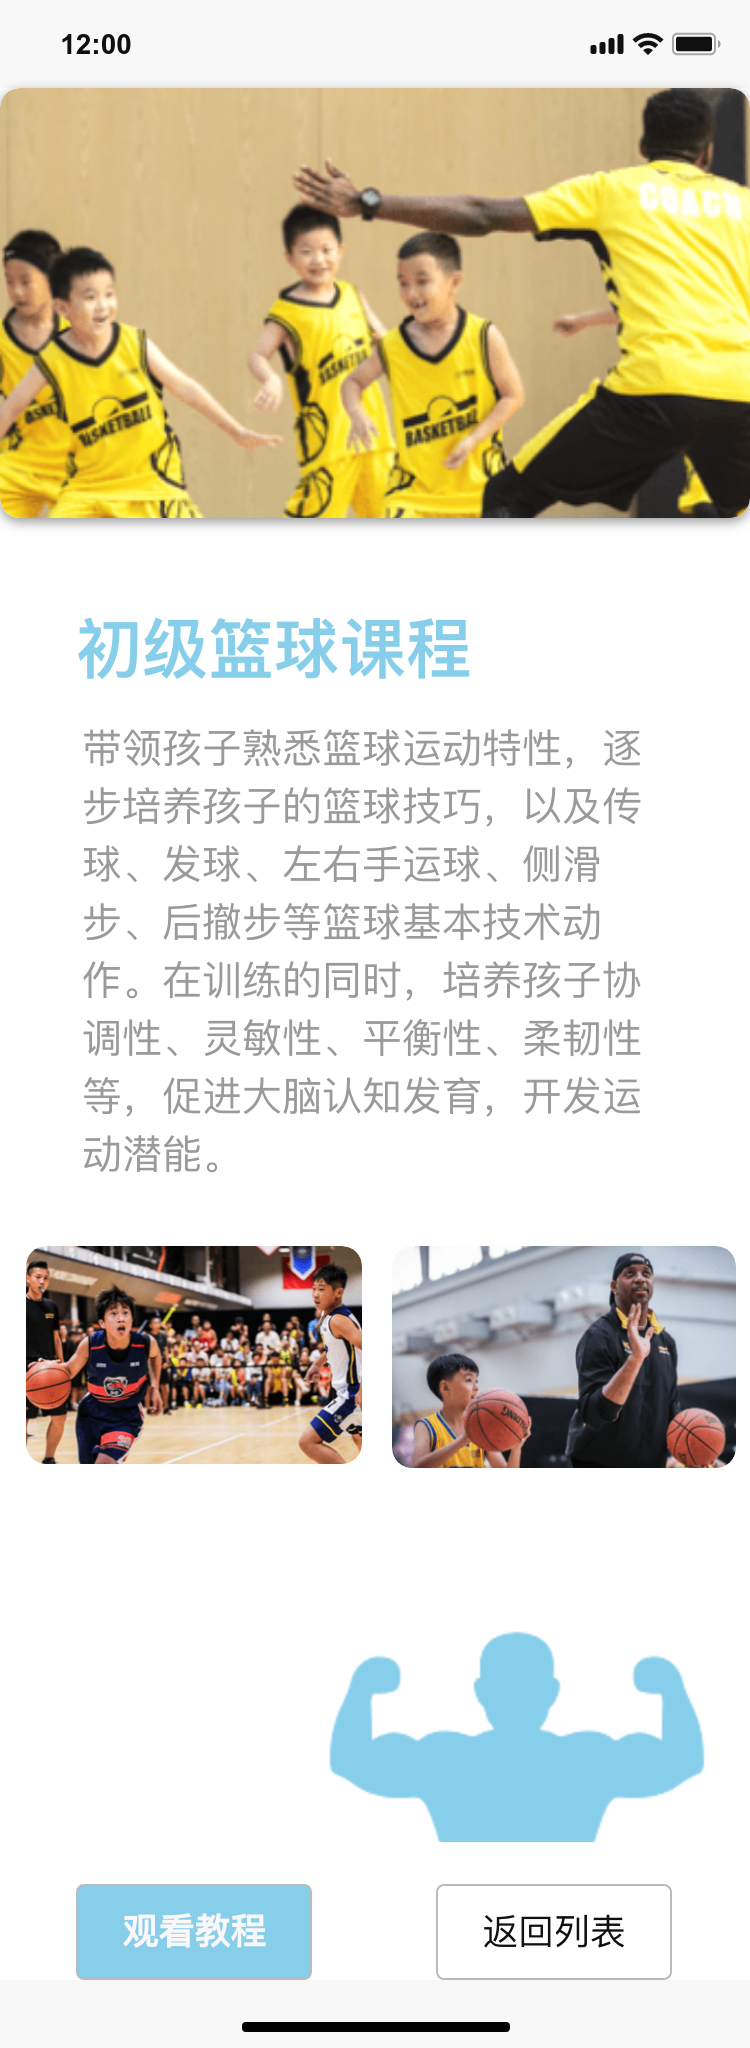 12:00
COACH
BASKETBALL
BASKETBALL
BASKETBALL
初级篮球课程
带领孩子熟悉篮球运动特性，逐
步培养孩子的篮球技巧，以及传
球、发球、左右手运球、侧滑
步、后撤步等篮球基本技术动
作。在训练的同时，培养孩子协
调性、灵敏性、平衡性、柔韧性
等，促进大脑认知发育，开发运
动潜能。
观看教程
返回列表